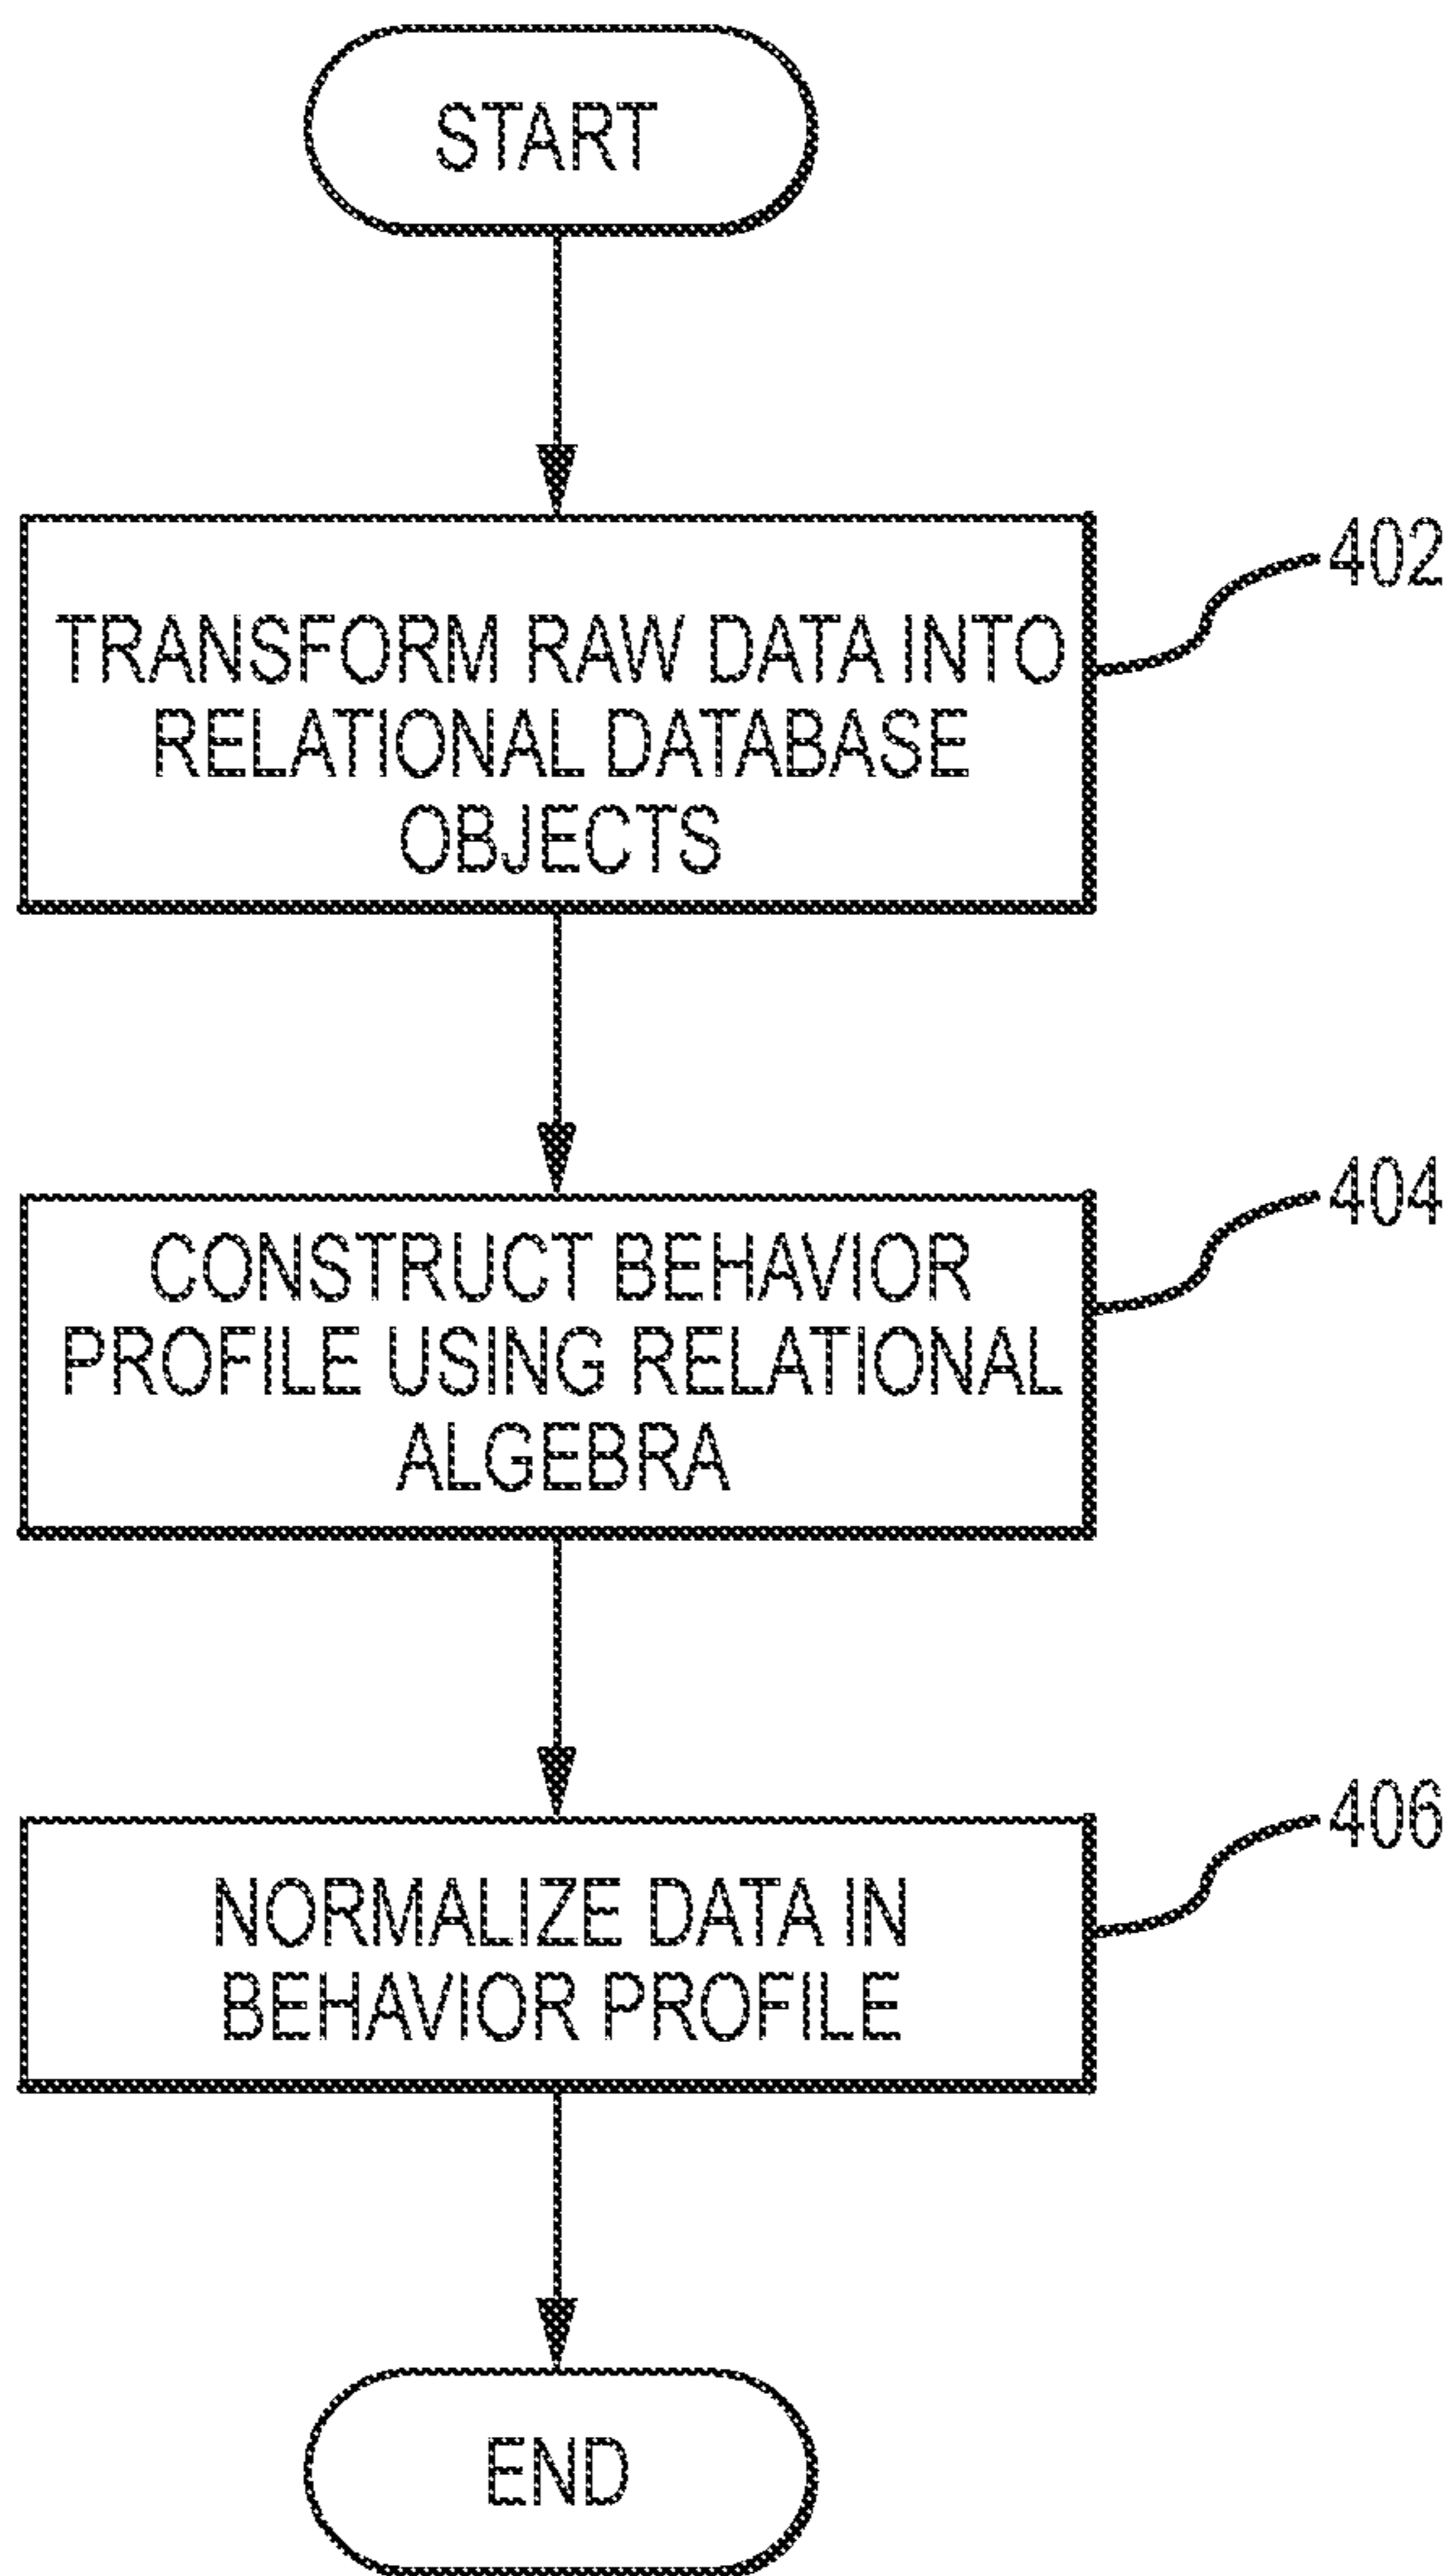 START
TRANSFORM RAW DATA INTO
RELATIONAL DATABASE
OBJECTS
402
CONSTRUCT BEHAVIOR
PROFILE USING RELATIONAL
ALGEBRA
404
NORMALIZE DATA IN
BEHAVIOR PROFILE
406
END